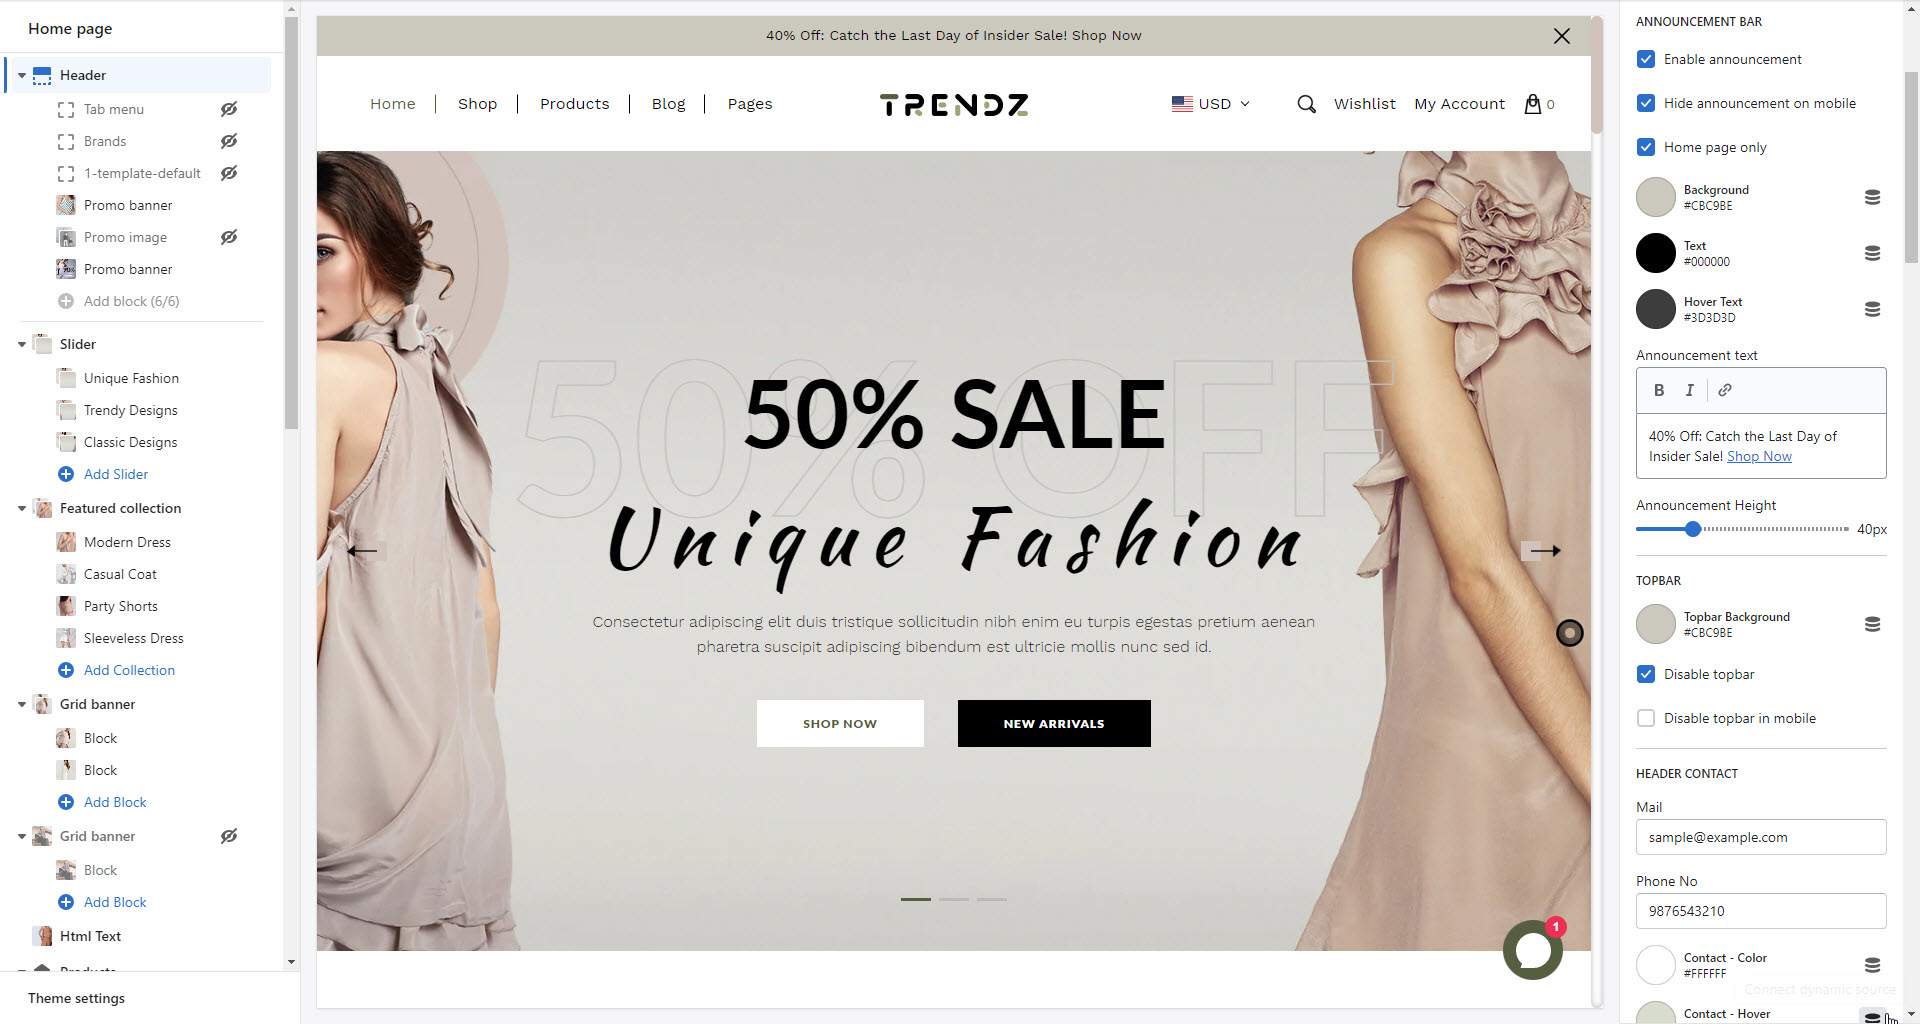 Home page
Header
Tab menu
Brands
1-template-default
Promo banner
Promo image
Promo banner
Add block (6/6)
Slider
Unique Fashion
Trendy Designs
Classic Designs
Add Slider
Featured collection
Modern Dress
Casual Coat
Party Shorts
Sleeveless Dress
Add Collection
Grid banner
Block
Block
Add Block
Grid banner
Block
Add Block
Html Text
Products
Theme settings
40% Off: Catch the Last Day of Insider Sale! Shop Now
Home Shop Products Blog Pages TRENDZ USD Wishlist My Account 0
50% OFF
50% SALE
Unique Fashion
Consectetur adipiscing elit duis tristique sollicitudin nibh enim eu turpis egestas pretium aenean
pharetra suscipit adipiscing bibendum est ultricie mollis nunc sed id.
SHOP NOW NEW ARRIVALS
1
ANNOUNCEMENT BAR
Enable announcement
Hide announcement on mobile
Home page only
Background
#CBC9BE
Text
#000000
Hover Text
#3D3D3D
Announcement text
B I
40% Off: Catch the Last Day of
Insider Sale! Shop Now
Announcement Height
40px
TOPBAR
Topbar Background
#CBC9BE
Disable topbar
Disable topbar in mobile
HEADER CONTACT
Mail
sample@example.com
Phone No
9876543210
Contact - Color
#FFFFFF
Connect dynamic source
Contact - Hover